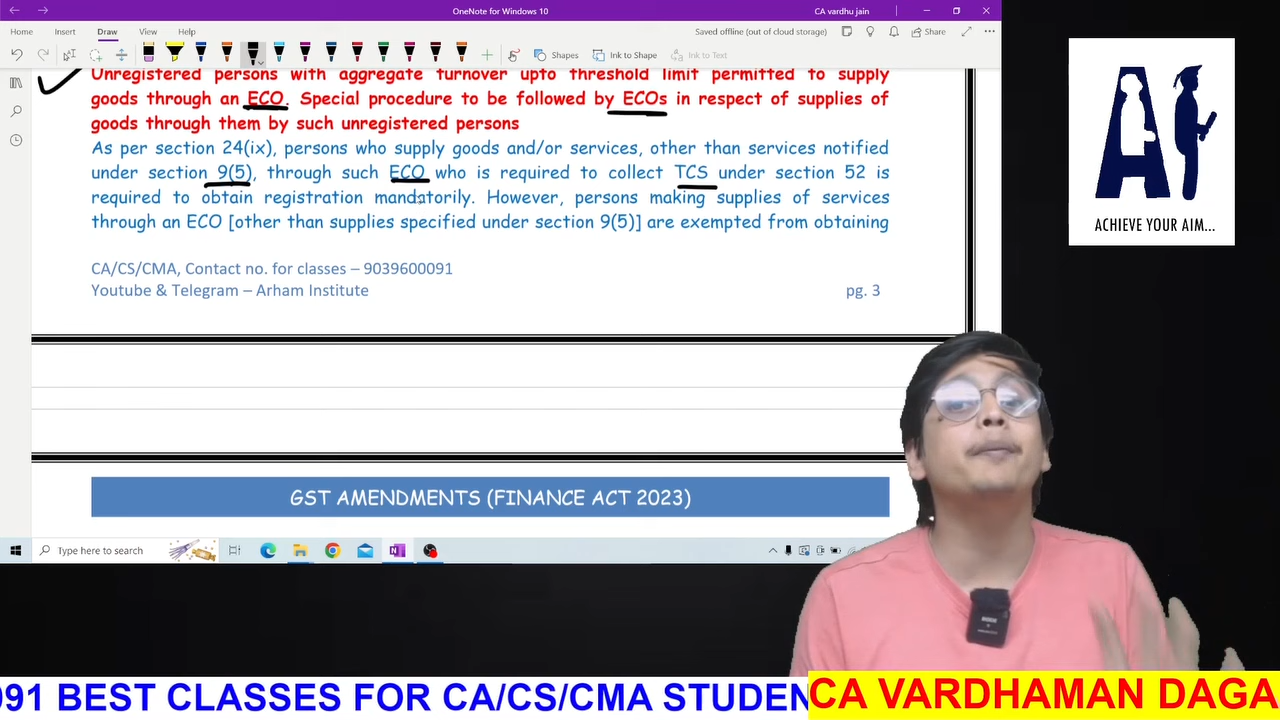 OneNote for Windows 10
CA vardhu jain
Home Insert Draw View Help
Saved offline (out of cloud storage)
Share
Shapes
Ink to Shape
Ink to Text
Unregistered persons with aggregate turnover upto threshold limit permitted to supply
goods through an ECO. Special procedure to be followed by ECOs in respect of supplies of
goods through them by such unregistered persons
As per section 24(ix), persons who supply goods and/or services, other than services notified
under section 9(5), through such ECO who is required to collect TCS under section 52 is
required to obtain registration mandatorily. However, persons making supplies of services
through an ECO [other than supplies specified under section 9(5)] are exempted from obtaining
CA/CS/CMA, Contact no. for classes – 9039600091
Youtube & Telegram – Arham Institute
pg. 3
GST AMENDMENTS (FINANCE ACT 2023)
Type here to search
AI
ACHIEVE YOUR AIM...
091 BEST CLASSES FOR CA/CS/CMA STUDEN
CA VARDHAMAN DAGA